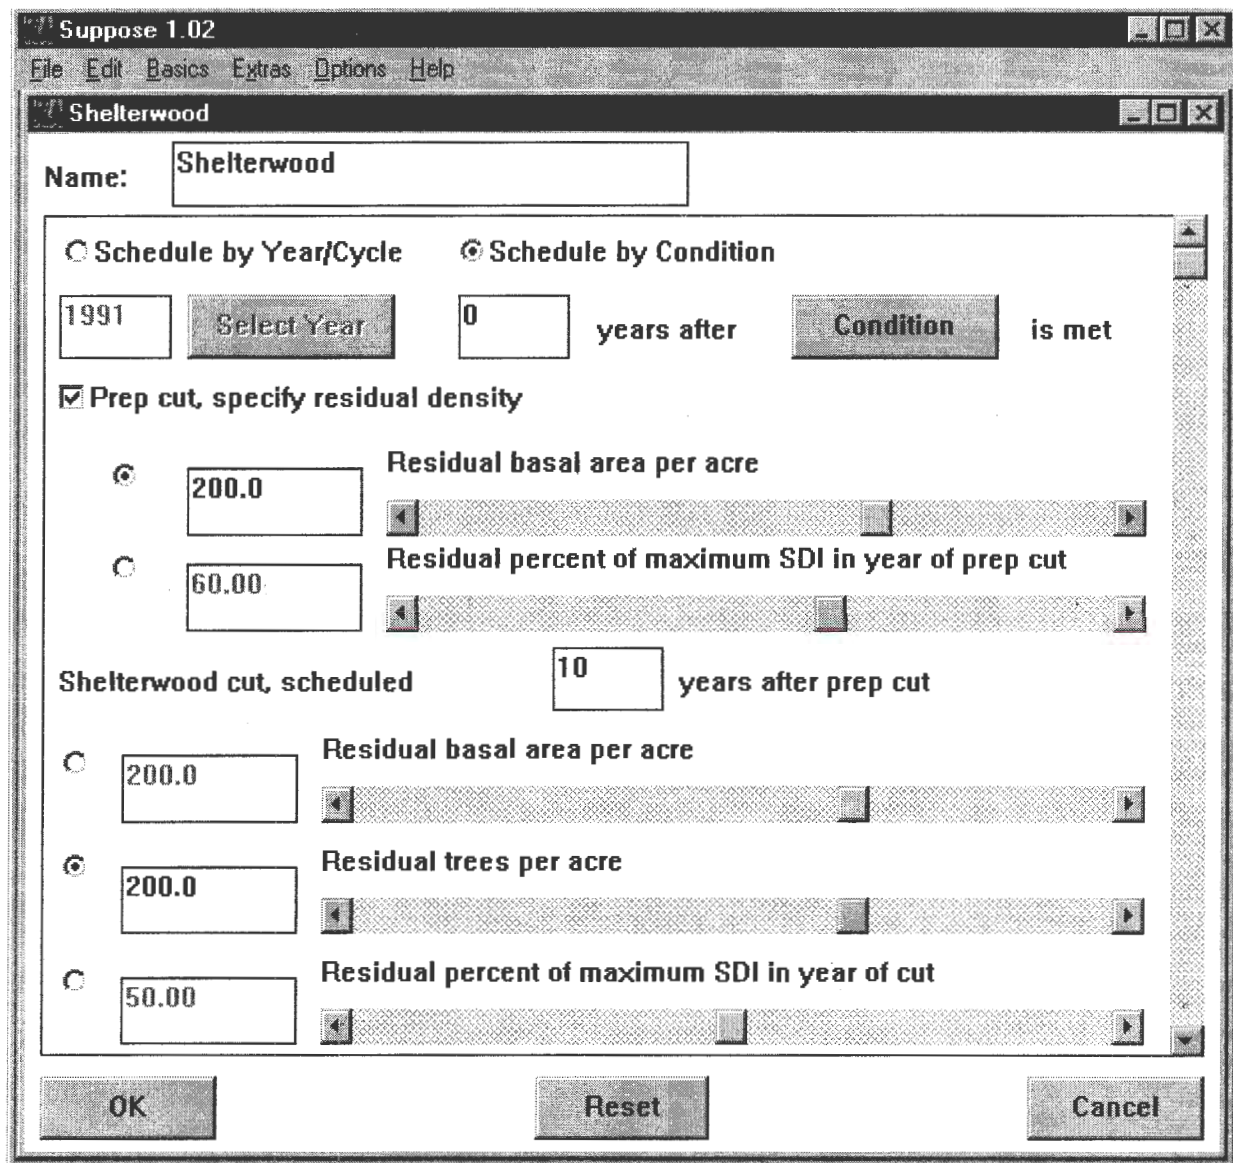 Suppose 1.02
File Edit Basics Extras Options Help
Shelterwood
Name: Shelterwood
Schedule by Year/Cycle Schedule by Condition
1991 Select Year 0 years after Condition is met
Prep cut, specify residual density
Residual basal area per acre
200.0
Residual percent of maximum SDI in year of prep cut
60.00
Shelterwood cut, scheduled 10 years after prep cut
Residual basal area per acre
200.0
Residual trees per acre
200.0
Residual percent of maximum SDI in year of cut
50.00
OK Reset Cancel